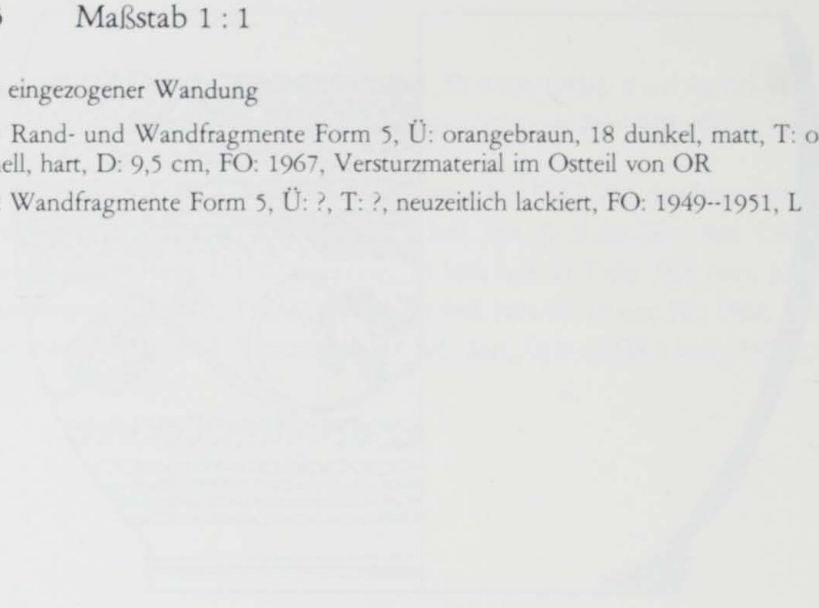 Maßstab 1 : 1
eingezogener Wandung
Rand- und Wandfragmente Form 5, Ü: orangebraun, 18 dunkel, matt, T: o
ell, hart, D: 9,5 cm, FO: 1967, Versturzmaterial im Ostteil von OR
Wandfragmente Form 5, Ü: ?, T: ?, neuzeitlich lackiert, FO: 1949--1951, L